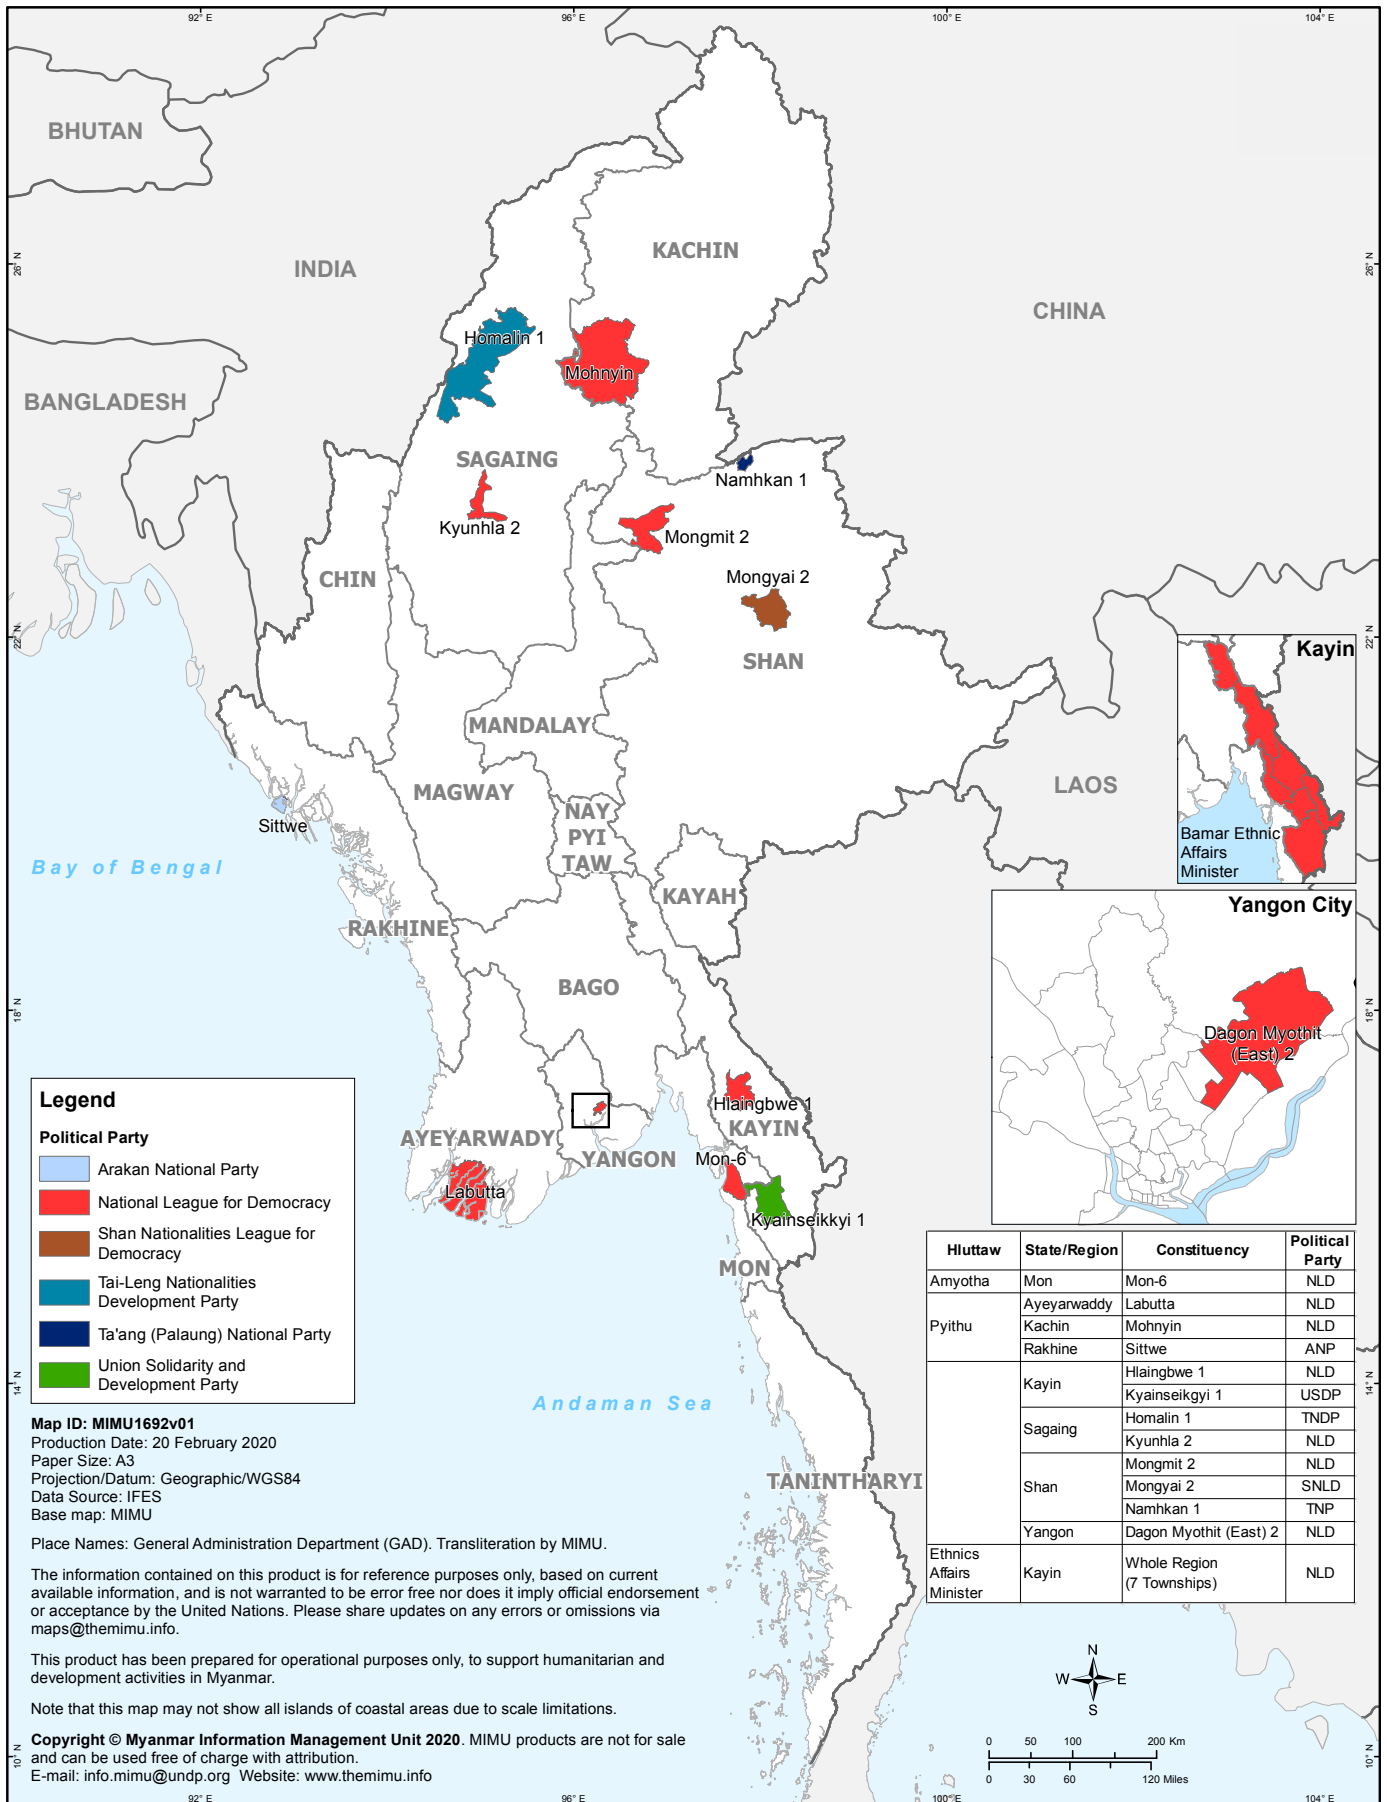 92° E
96° E
100° E
104° E
26° N
22° N
18° N
14° N
10° N
26° N
22° N
18° N
14° N
10° N
BHUTAN
INDIA
KACHIN
CHINA
BANGLADESH
Homalin 1
Mohnyin
SAGAING
Namhkan 1
Kyunhla 2
Mongmit 2
CHIN
Mongyai 2
SHAN
MANDALAY
MAGWAY
NAY
PYI
TAW
LAOS
Sittwe
Bay of Bengal
KAYAH
RAKHINE
BAGO
Hlaingbwe 1
KAYIN
AYEYARWADY
YANGON
Mon-6
Labutta
Kyainseikkyi 1
MON
Andaman Sea
TANINTHARYI
Kayin
Bamar Ethnic
Affairs
Minister
Yangon City
Dagon Myothit
(East) 2
Legend
Political Party
Arakan National Party
National League for Democracy
Shan Nationalities League for
Democracy
Tai-Leng Nationalities
Development Party
Ta'ang (Palaung) National Party
Union Solidarity and
Development Party
Map ID: MIMU1692v01
Production Date: 20 February 2020
Paper Size: A3
Projection/Datum: Geographic/WGS84
Data Source: IFES
Base map: MIMU
Place Names: General Administration Department (GAD). Transliteration by MIMU.
The information contained on this product is for reference purposes only, based on current
available information, and is not warranted to be error free nor does it imply official endorsement
or acceptance by the United Nations. Please share updates on any errors or omissions via
maps@themimu.info.
This product has been prepared for operational purposes only, to support humanitarian and
development activities in Myanmar.
Note that this map may not show all islands of coastal areas due to scale limitations.
Copyright © Myanmar Information Management Unit 2020. MIMU products are not for sale
and can be used free of charge with attribution.
E-mail: info.mimu@undp.org Website: www.themimu.info
Hluttaw State/Region Constituency Political Party
Amyotha Mon Mon-6 NLD
Pyithu Ayeyarwaddy Labutta NLD
Kachin Mohnyin NLD
Rakhine Sittwe ANP
Kayin Hlaingbwe 1 NLD
Kyainseikgyi 1 USDP
Sagaing Homalin 1 TNDP
Kyunhla 2 NLD
Shan Mongmit 2 NLD
Mongyai 2 SNLD
Namhkan 1 TNP
Yangon Dagon Myothit (East) 2 NLD
Ethnics Affairs Minister Kayin Whole Region (7 Townships) NLD
N
W E
S
0 50 100 200 Km
0 30 60 120 Miles
92° E
96° E
100° E
104° E